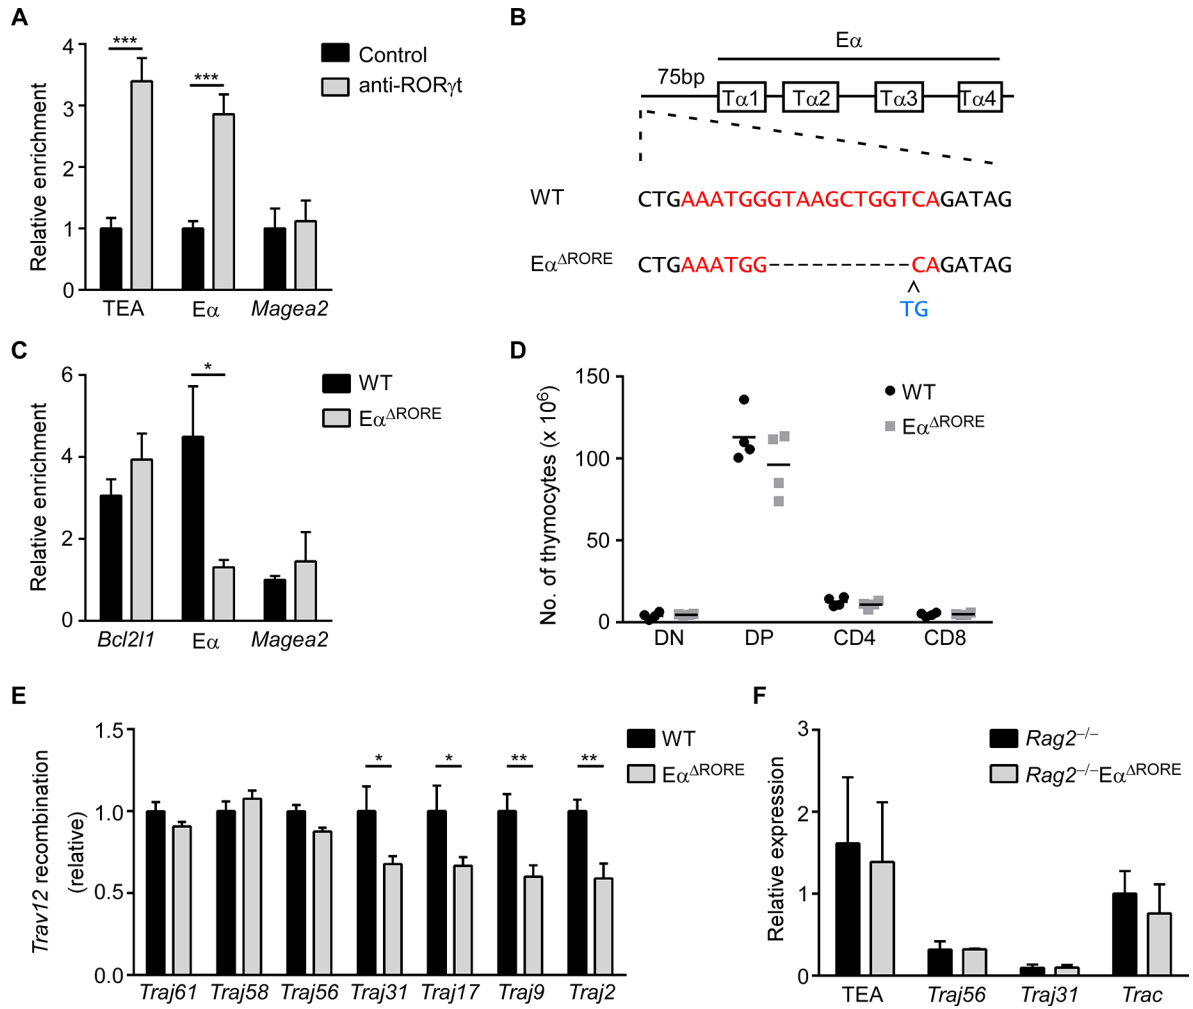 A
Relative enrichment
4
3
2
1
0
***
***
Control
anti-RORγt
TEA
Eα
Magea2
B
Eα
75bp
Tα1
Tα2
Tα3
Tα4
WT
CTGAAATGGGTAAGCTGGTCAGATAG
EαΔRORE
CTGAAATGG----------CAGATAG
^
TG
C
Relative enrichment
6
4
2
0
*
WT
EαΔRORE
Bcl2l1
Eα
Magea2
D
No. of thymocytes (x 10⁶)
150
100
50
0
WT
EαΔRORE
DN
DP
CD4
CD8
E
Trav12 recombination
(relative)
1.5
1.0
0.5
0.0
*
*
**
**
WT
EαΔRORE
Traj61
Traj58
Traj56
Traj31
Traj17
Traj9
Traj2
F
Relative expression
3
2
1
0
Rag2–/–
Rag2–/–EαΔRORE
TEA
Traj56
Traj31
Trac